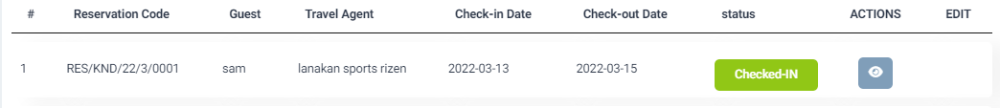 # Reservation Code Guest Travel Agent Check-in Date Check-out Date status ACTIONS EDIT
1 RES/KND/22/3/0001 sam lanakan sports rizen 2022-03-13 2022-03-15 Checked-IN